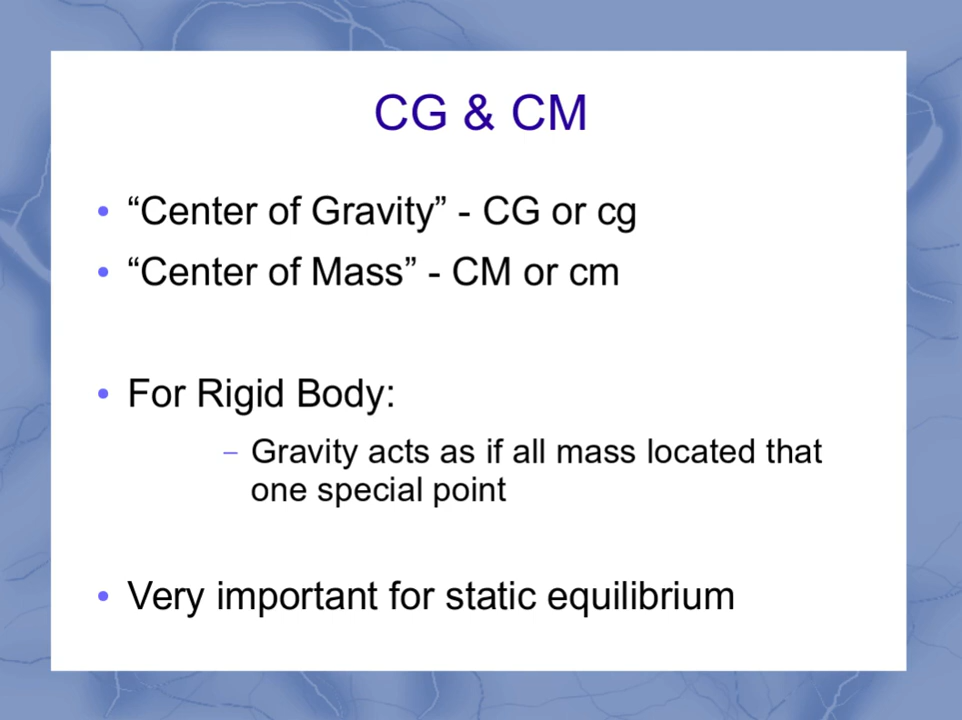 CG & CM
• “Center of Gravity” - CG or cg
• “Center of Mass” - CM or cm
• For Rigid Body:
– Gravity acts as if all mass located that
one special point
• Very important for static equilibrium